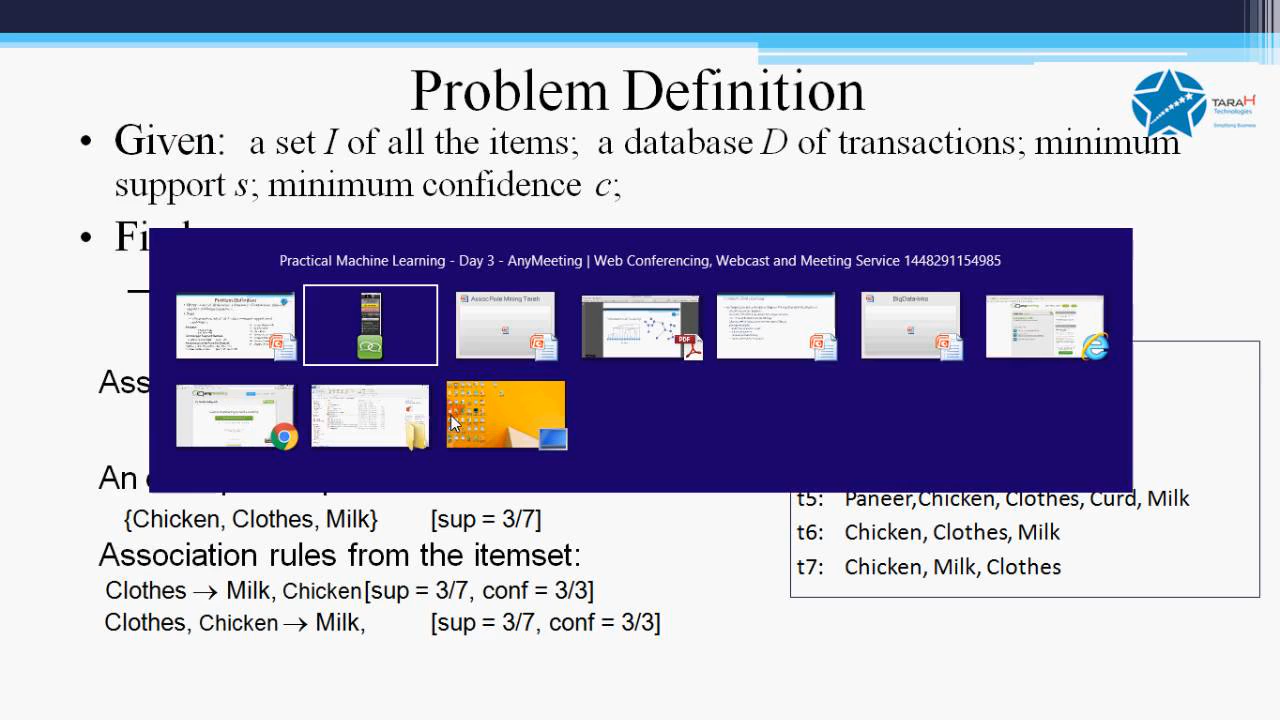 Problem Definition
TARAH
Technologies
Simplifying Business
• Given: a set I of all the items; a database D of transactions; minimum
support s; minimum confidence c;
•
Practical Machine Learning - Day 3 - AnyMeeting | Web Conferencing, Webcast and Meeting Service 1448291154985
Problem Definition
Assoc Rule Mining Tarah
PDF
Ass
An
t5: Paneer,Chicken, Clothes, Curd, Milk
{Chicken, Clothes, Milk} [sup = 3/7]
t6: Chicken, Clothes, Milk
Association rules from the itemset:
t7: Chicken, Milk, Clothes
Clothes → Milk, Chicken [sup = 3/7, conf = 3/3]
Clothes, Chicken → Milk, [sup = 3/7, conf = 3/3]